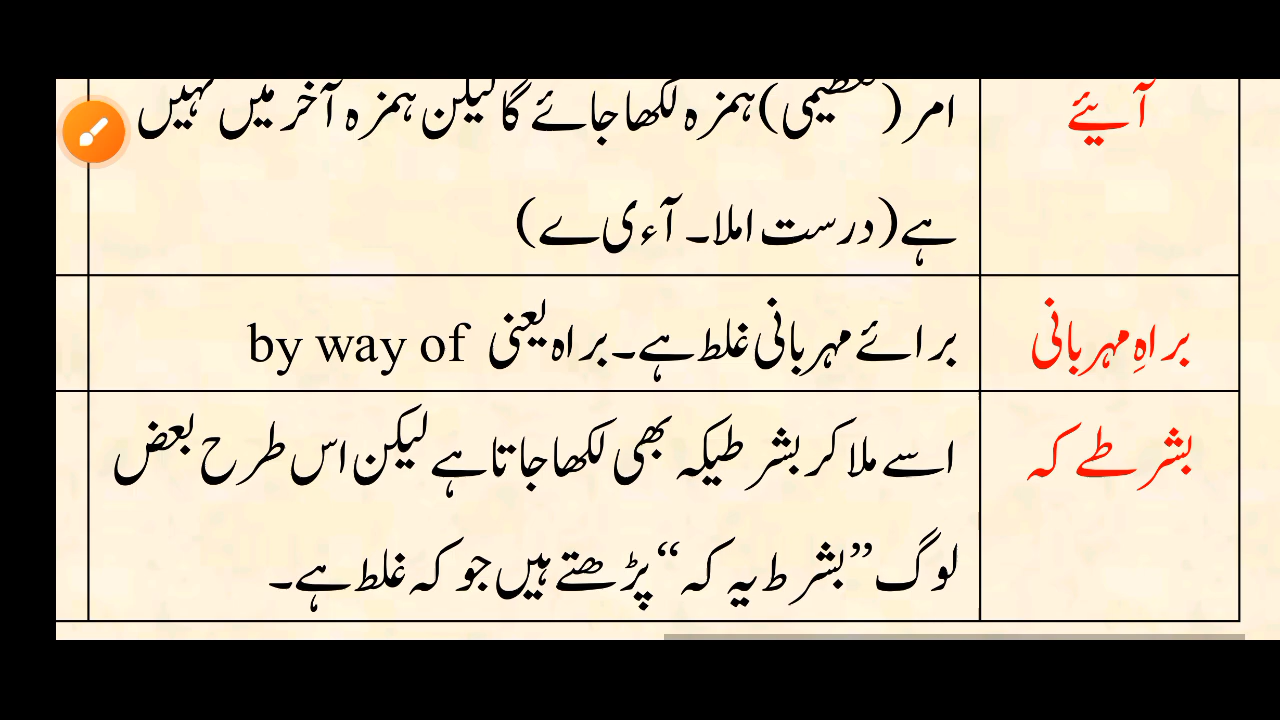 آئیے
امر (تعظیمی) ہمزہ لکھا جائے گا لیکن ہمزہ آخر میں نہیں
ہے (درست املا۔ آ ء ی ے)
براہِ مہربانی
برائے مہربانی غلط ہے۔ براہ یعنی by way of
بشرطے کہ
اسے ملا کر بشرطیکہ بھی لکھا جاتا ہے لیکن اس طرح بعض
لوگ ”بشرط یہ کہ“ پڑھتے ہیں جو کہ غلط ہے۔